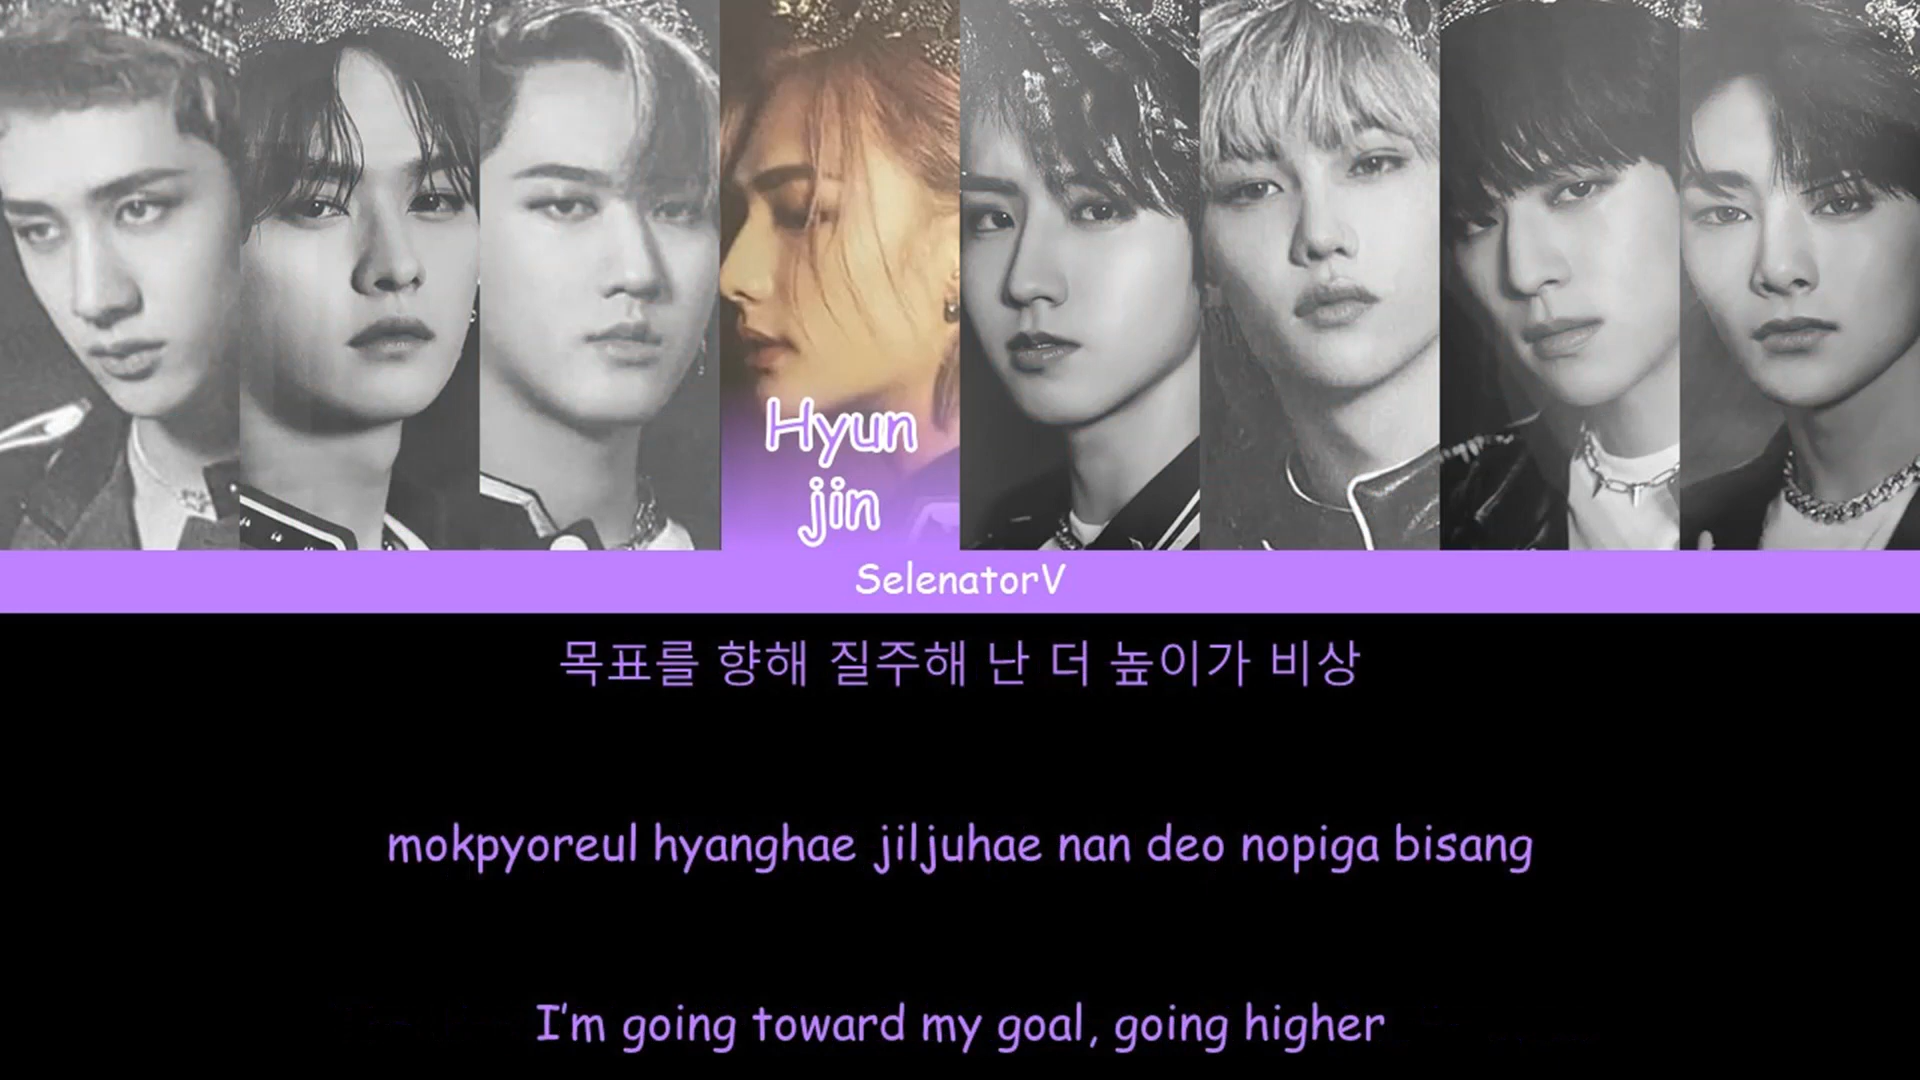 Hyun
jin
SelenatorV
목표를 향해 질주해 난 더 높이가 비상
mokpyoreul hyanghae jiljuhae nan deo nopiga bisang
I'm going toward my goal, going higher